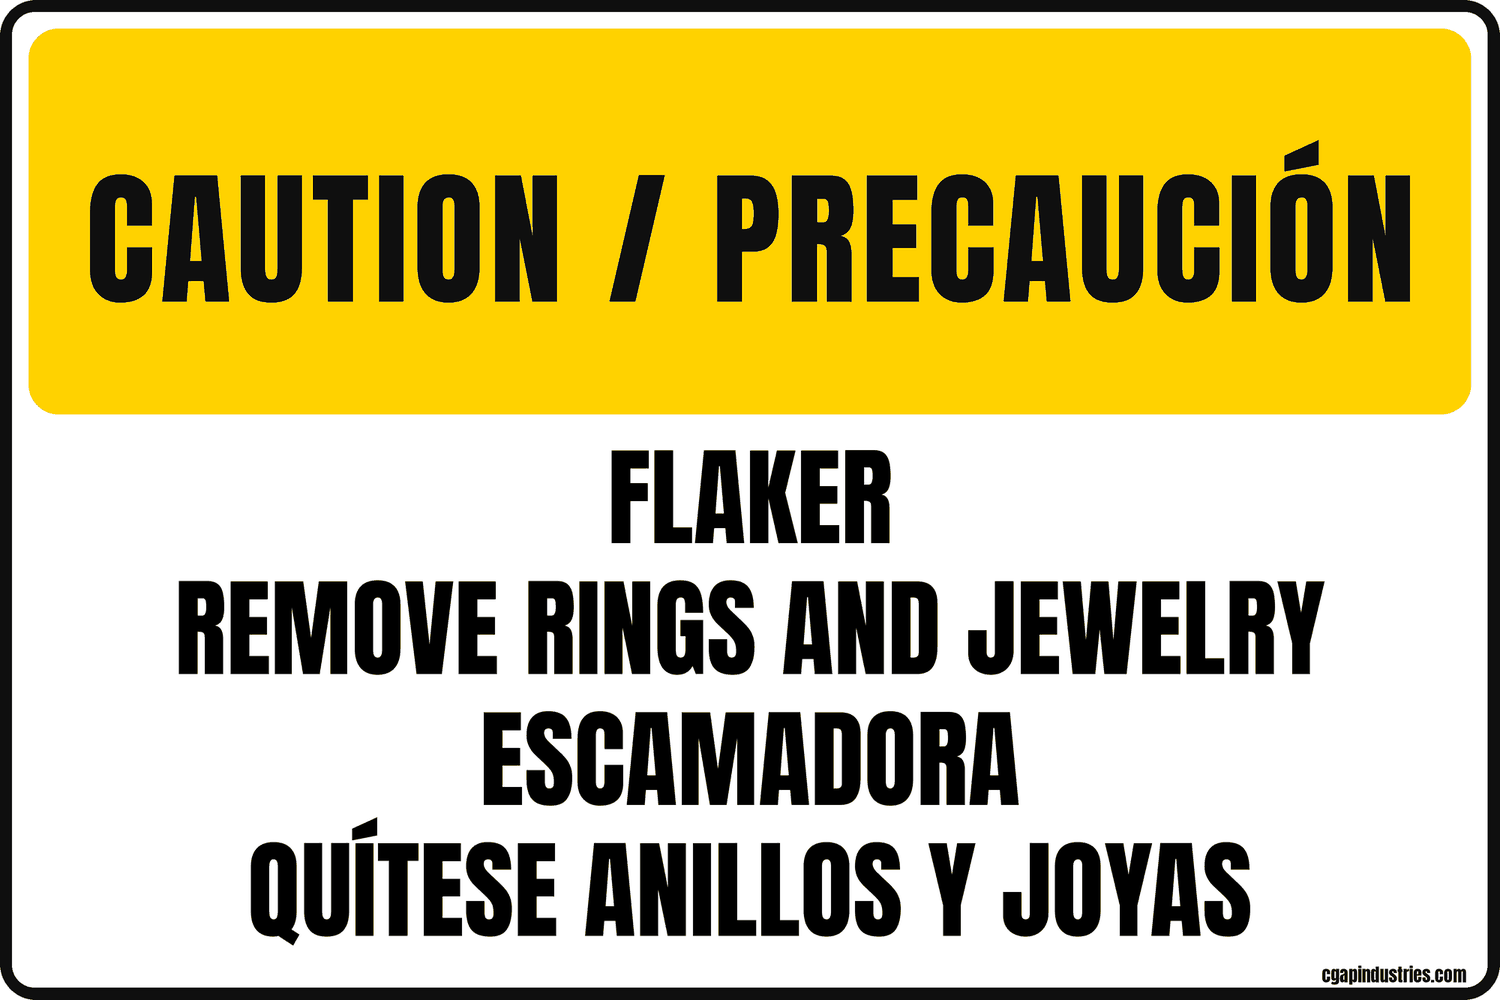 CAUTION / PRECAUCIÓN
FLAKER
REMOVE RINGS AND JEWELRY
ESCAMADORA
QUÍTESE ANILLOS Y JOYAS
cgapindustries.com